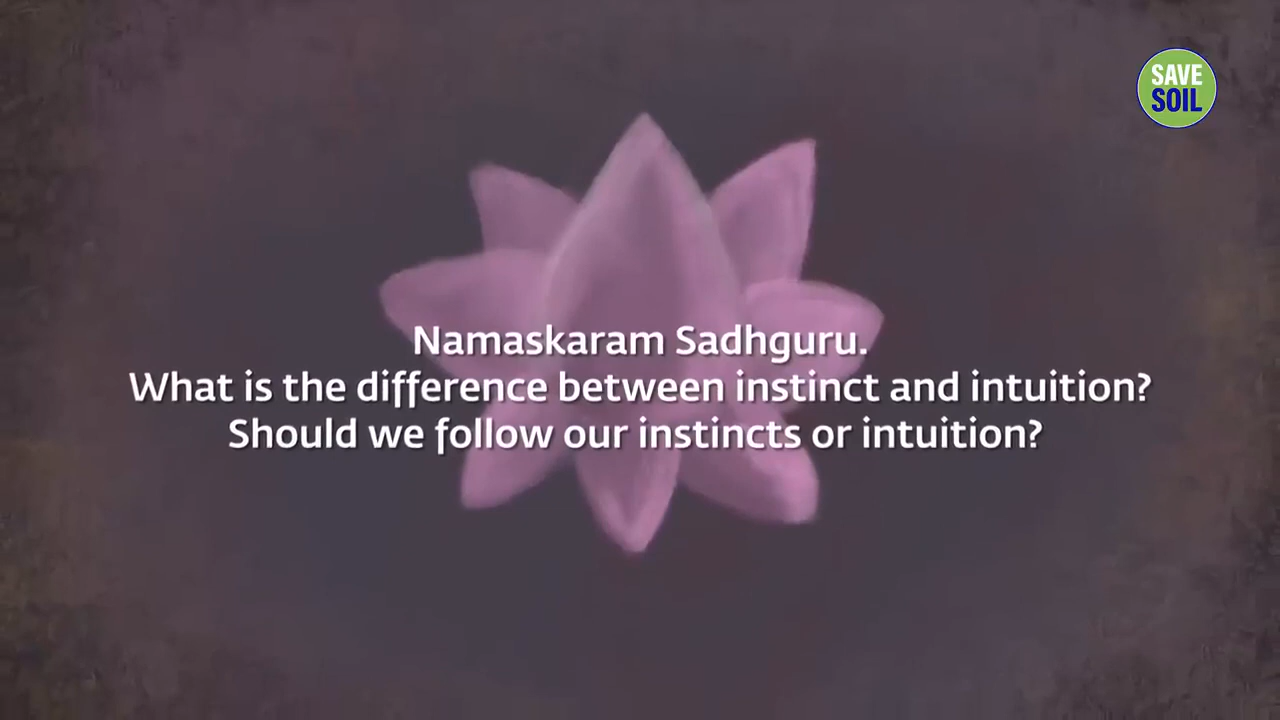 SAVE
SOIL
Namaskaram Sadhguru.
What is the difference between instinct and intuition?
Should we follow our instincts or intuition?